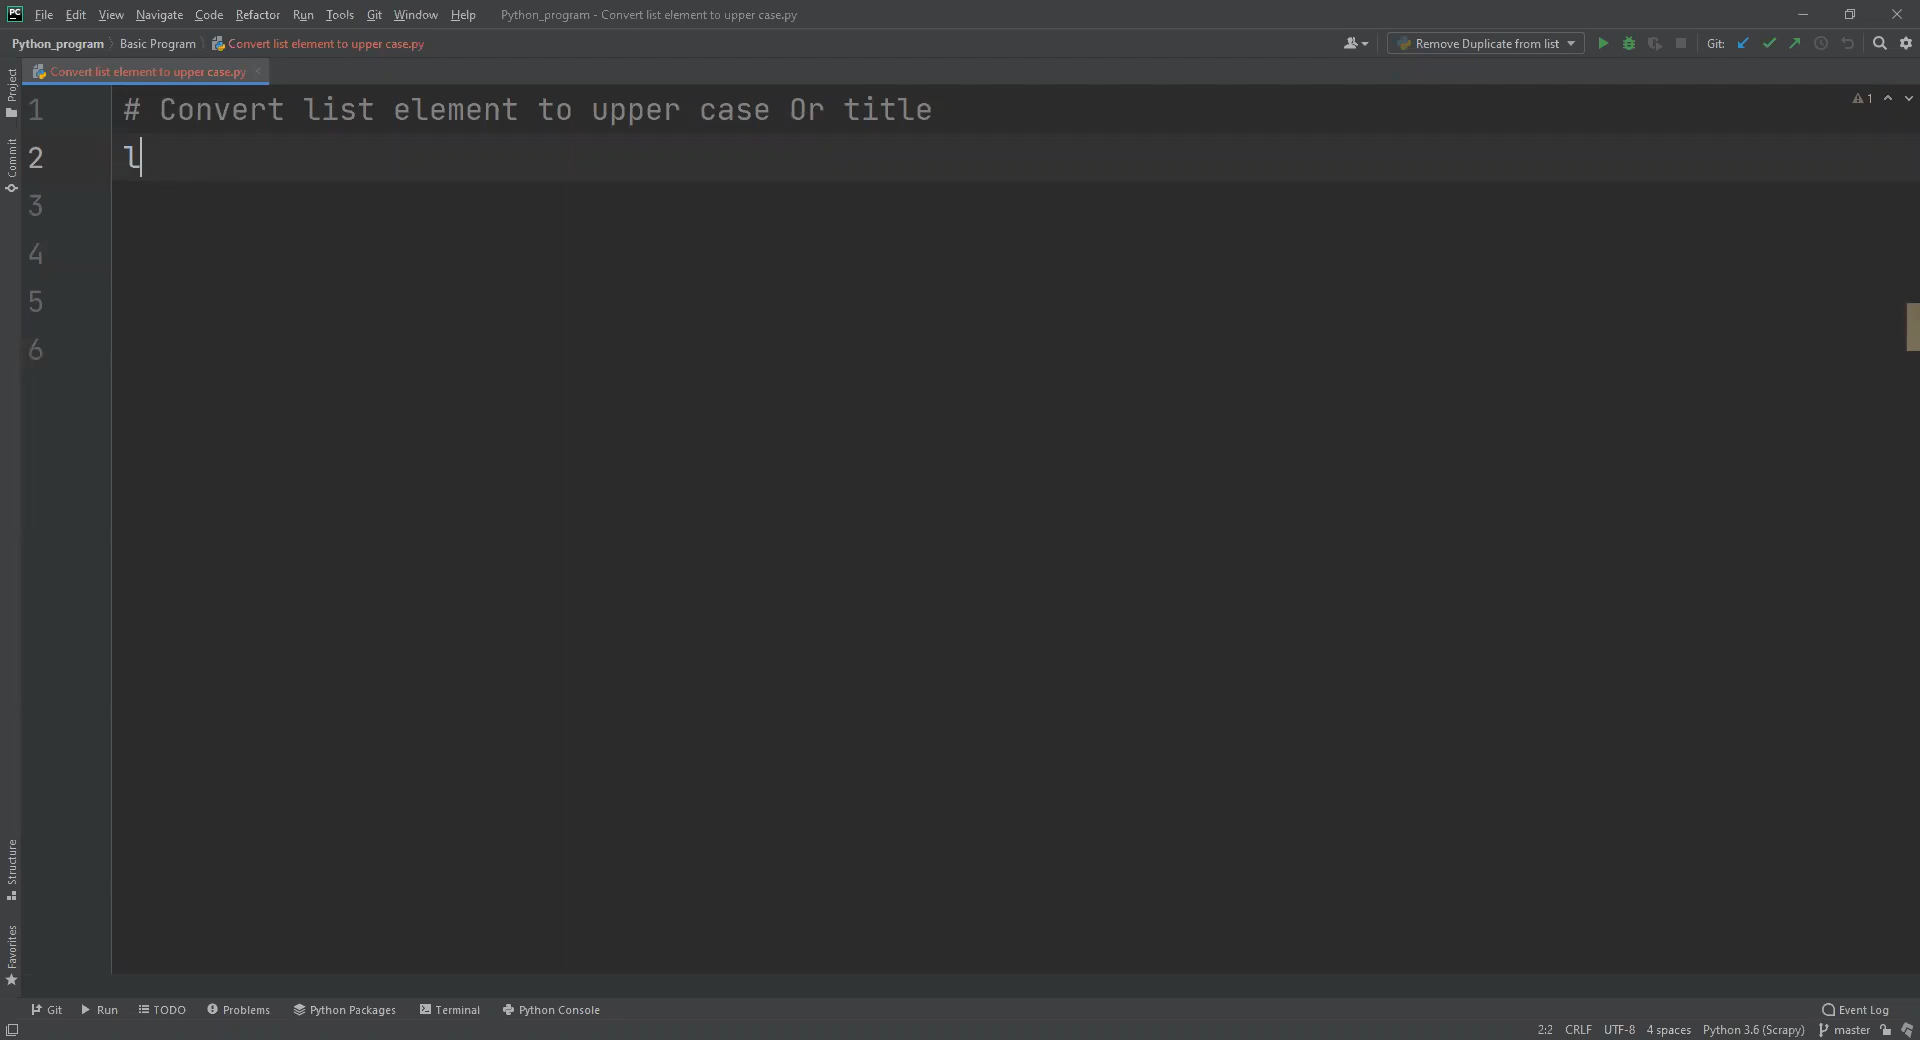 PC File Edit View Navigate Code Refactor Run Tools Git Window Help Python_program - Convert list element to upper case.py
Python_program Basic Program Convert list element to upper case.py Remove Duplicate from list Git:
Convert list element to upper case.py
Project
Commit
Structure
Favorites
1 # Convert list element to upper case Or title
2 l
3
4
5
6
1
Git Run TODO Problems Python Packages Terminal Python Console Event Log
2:2 CRLF UTF-8 4 spaces Python 3.6 (Scrapy) master